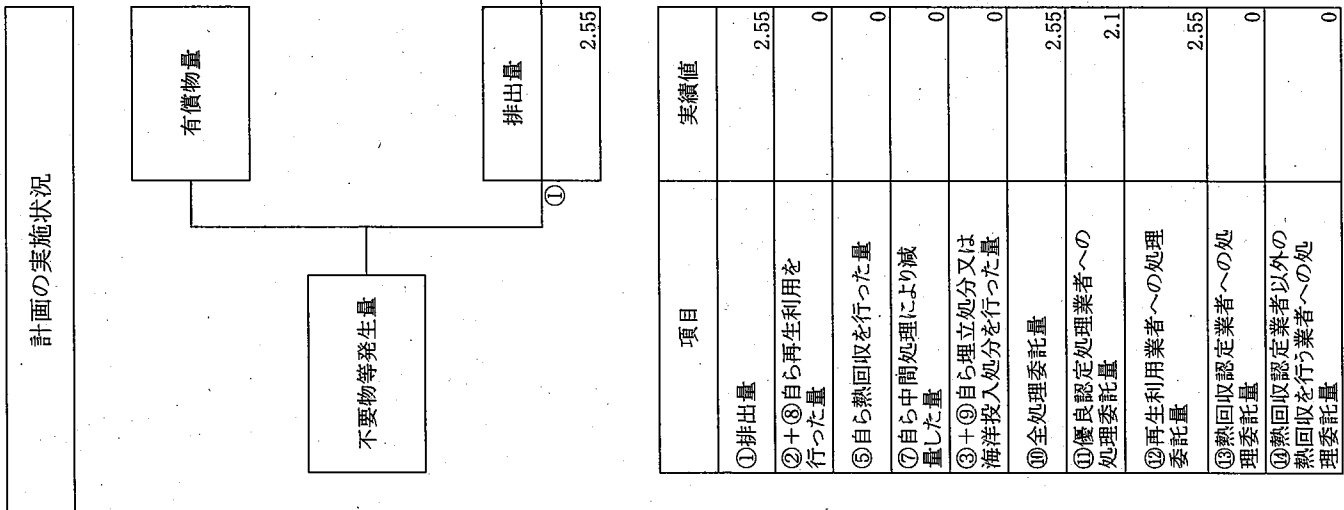 計画の実施状況
有償物量
不要物等発生量
排出量
①
2.55
項目
実績値
①排出量
2.55
②+⑧自ら再生利用を
行った量
0
⑤自ら熱回収を行った量
0
⑦自ら中間処理により減
量した量
0
③+⑨自ら埋立処分又は
海洋投入処分を行った量
0
⑩全処理委託量
2.55
⑪優良認定処理業者への
処理委託量
2.1
⑫再生利用業者への処理
委託量
2.55
⑬熱回収認定業者への処
理委託量
0
⑭熱回収認定業者以外の
熱回収を行う業者への処
理委託量
0